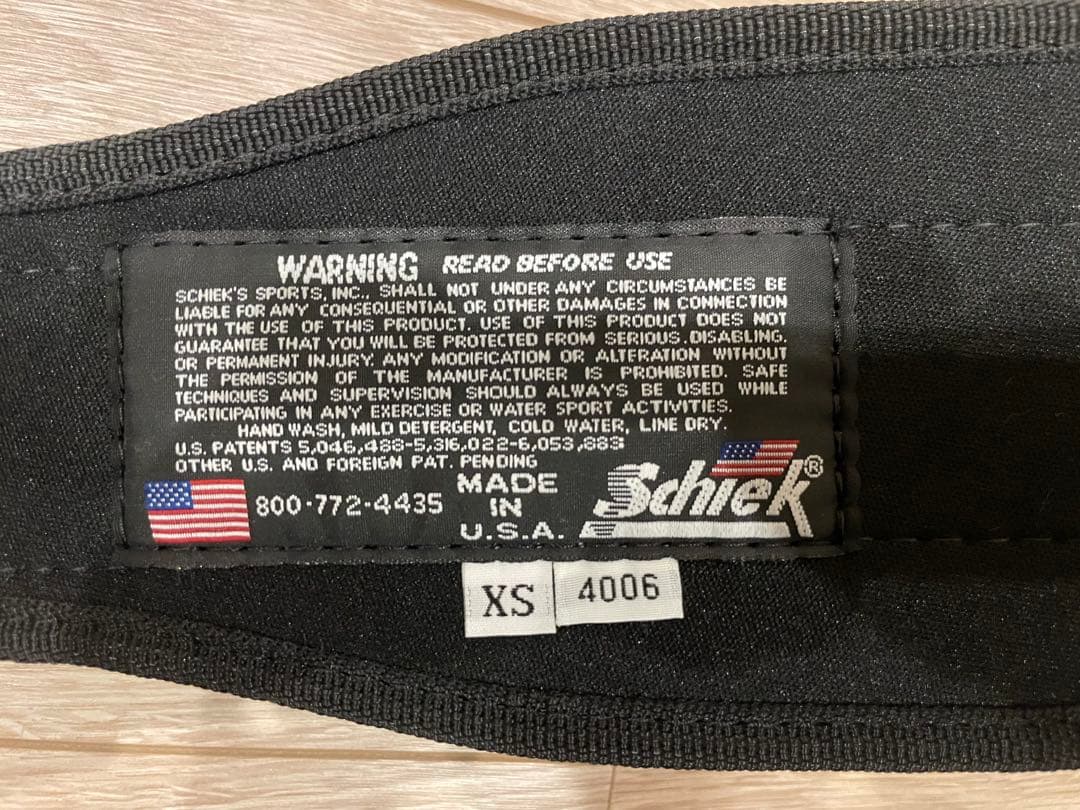 WARNING READ BEFORE USE
SCHIEK'S SPORTS, INC., SHALL NOT UNDER ANY CIRCUMSTANCES BE
LIABLE FOR ANY CONSEQUENTIAL OR OTHER DAMAGES IN CONNECTION
WITH THE USE OF THIS PRODUCT. USE OF THIS PRODUCT DOES NOT
GUARANTEE THAT YOU WILL BE PROTECTED FROM SERIOUS.DISABLING.
OR PERMANENT INJURY. ANY MODIFICATION OR ALTERATION WITHOUT
THE PERMISSION OF THE MANUFACTURER IS PROHIBITED. SAFE
TECHNIQUES AND SUPERVISION SHOULD ALWAYS BE USED WHILE
PARTICIPATING IN ANY EXERCISE OR WATER SPORT ACTIVITIES.
HAND WASH, MILD DETERGENT, COLD WATER, LINE DRY.
U.S. PATENTS 5,046,488-5,316,022-6,053,883
OTHER U.S. AND FOREIGN PAT. PENDING
800-772-4435
MADE
IN
U.S.A.
Schiek®
XS
4006